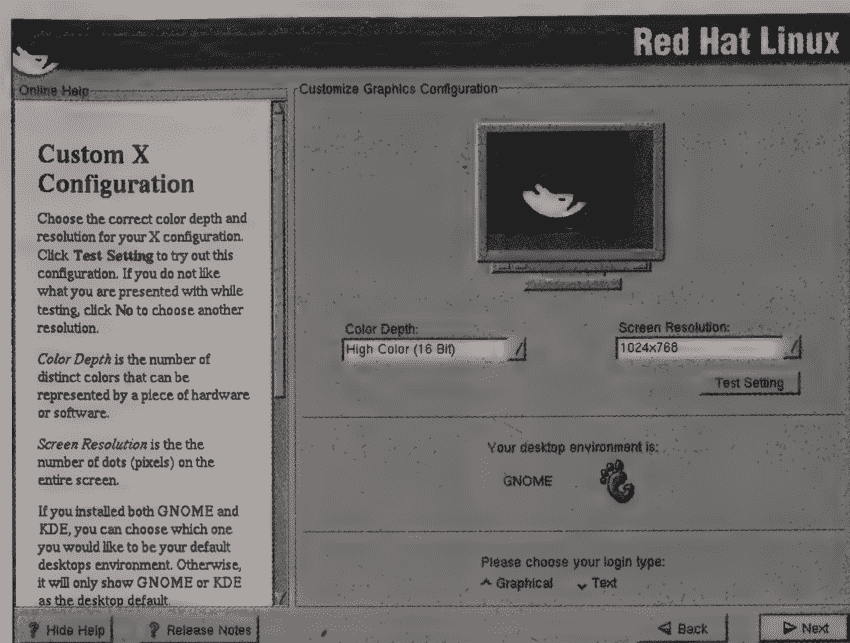 Red Hat Linux
Online Help
Custom X
Configuration
Choose the correct color depth and
resolution for your X configuration.
Click Test Setting to try out this
configuration. If you do not like
what you are presented with while
testing, click No to choose another
resolution.
Color Depth is the number of
distinct colors that can be
represented by a piece of hardware
or software.
Screen Resolution is the the
number of dots (pixels) on the
entire screen.
If you installed both GNOME and
KDE, you can choose which one
you would like to be your default
desktops environment. Otherwise,
it will only show GNOME or KDE
as the desktop default.
Customize Graphics Configuration
Color Depth:
High Color (16 Bit)
Screen Resolution:
1024x768
Test Setting
Your desktop environment is:
GNOME
Please choose your login type:
Graphical
Text
Hide Help
Release Notes
Back
Next